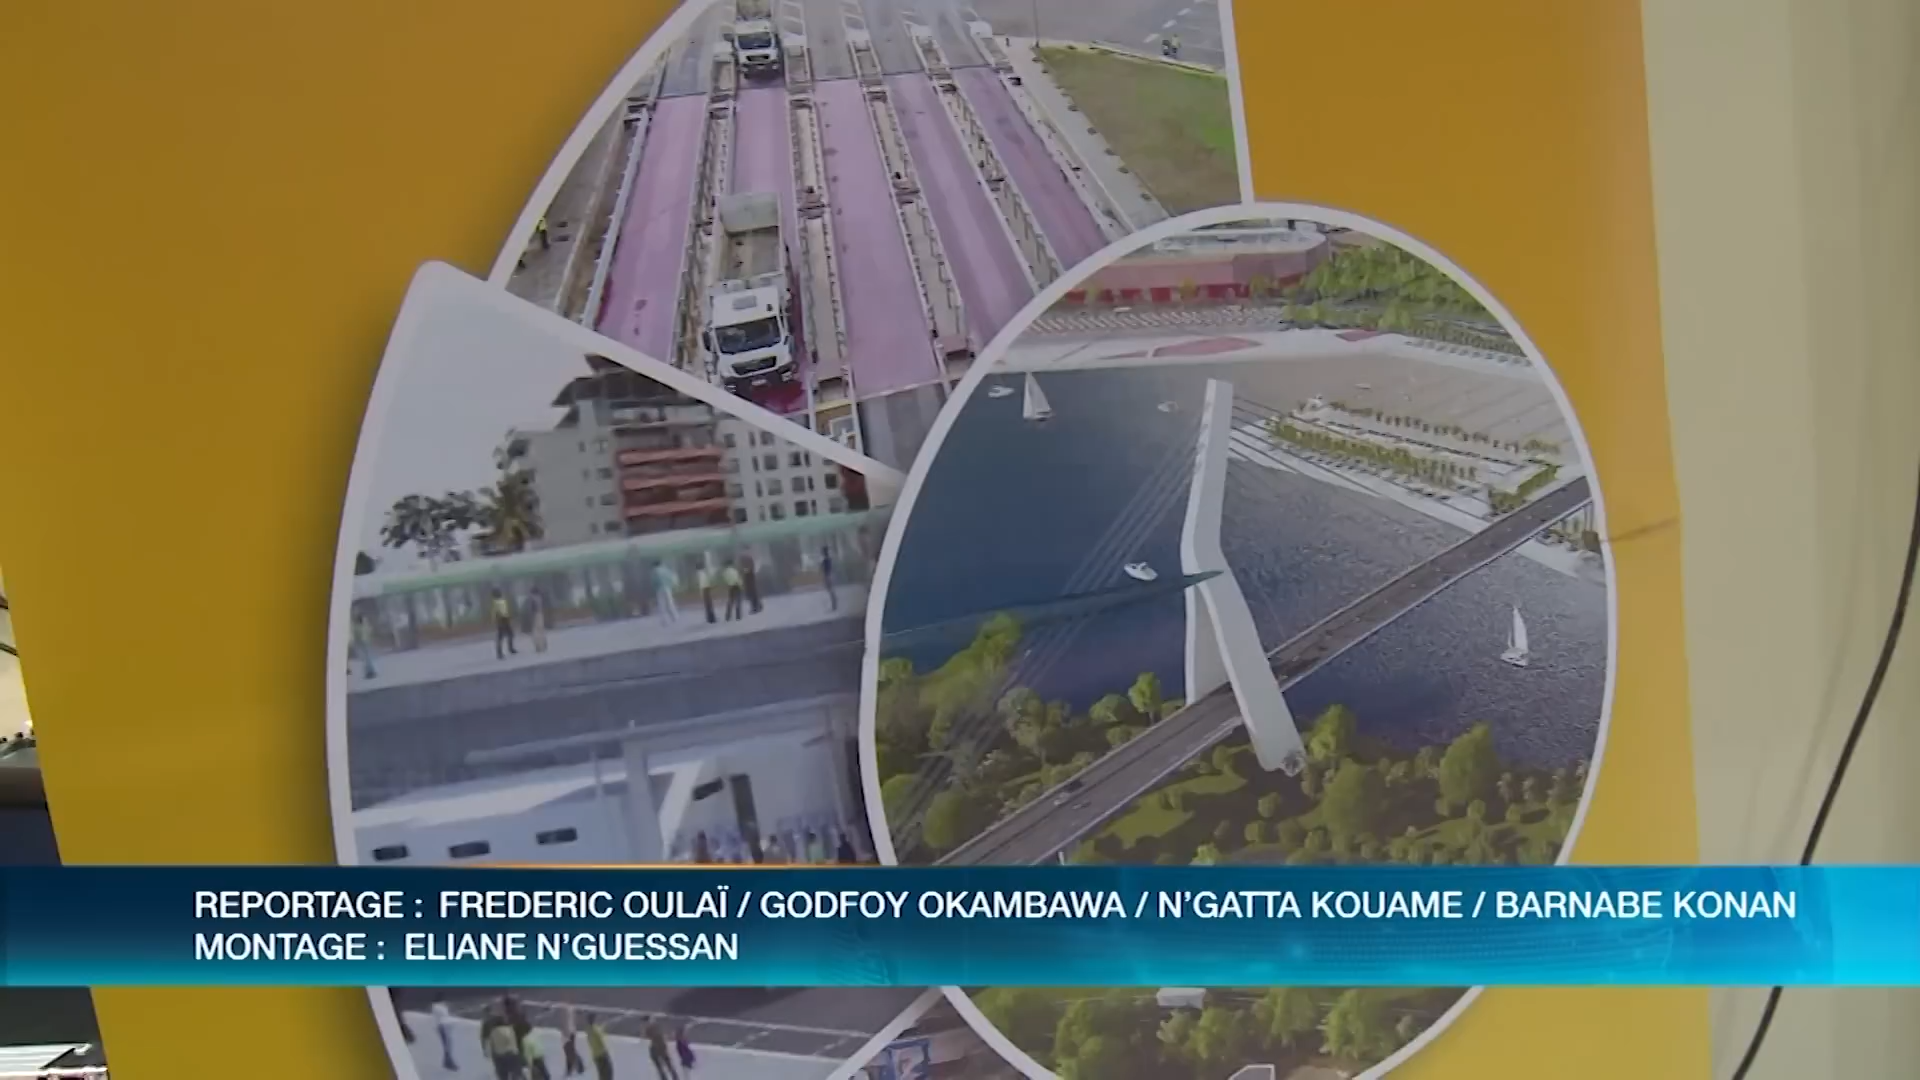 REPORTAGE : FREDERIC OULAÏ / GODFOY OKAMBAWA / N'GATTA KOUAME / BARNABE KONAN
MONTAGE : ELIANE N'GUESSAN